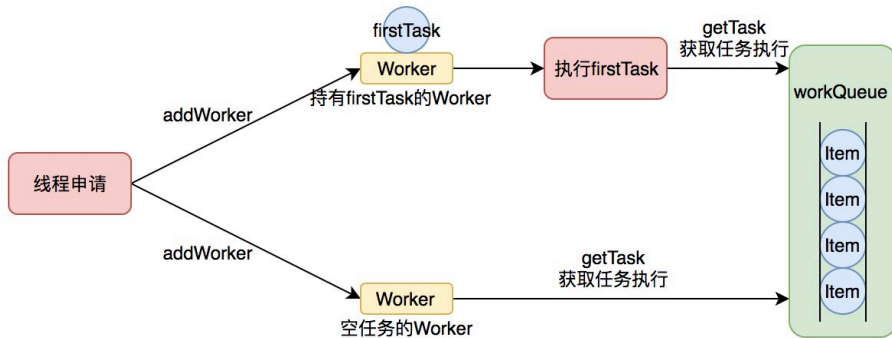 firstTask
Worker
持有firstTask的Worker
addWorker
线程申请
addWorker
执行firstTask
getTask
获取任务执行
Worker
空任务的Worker
getTask
获取任务执行
workQueue
Item
Item
Item
Item